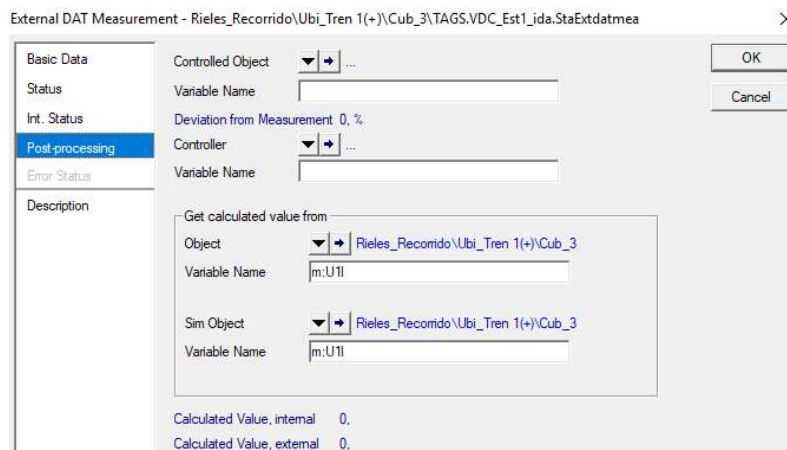 External DAT Measurement - Rieles_Recorrido\Ubi_Tren 1(+)\Cub_3\TAGS.VDC_Est1_ida.StaExtdatmea
Basic Data
Status
Int. Status
Post-processing
Error Status
Description
Controlled Object ...
Variable Name
Deviation from Measurement 0, %
Controller ...
Variable Name
Get calculated value from
Object Rieles_Recorrido\Ubi_Tren 1(+)\Cub_3
Variable Name m:U1l
Sim Object Rieles_Recorrido\Ubi_Tren 1(+)\Cub_3
Variable Name m:U1l
Calculated Value, internal 0,
Calculated Value, external 0,
OK
Cancel